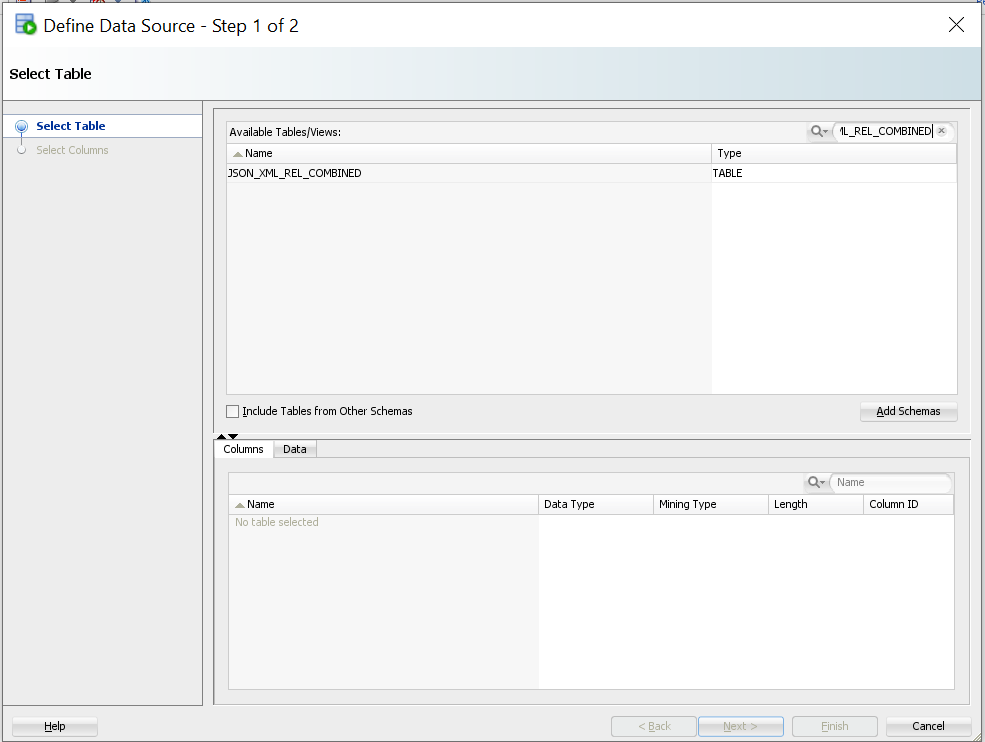 Define Data Source - Step 1 of 2
Select Table
Select Table
Select Columns
Available Tables/Views:
ML_REL_COMBINED
Name Type
JSON_XML_REL_COMBINED TABLE
Include Tables from Other Schemas
Add Schemas
Columns Data
Name
Name Data Type Mining Type Length Column ID
No table selected
Help < Back Next > Finish Cancel